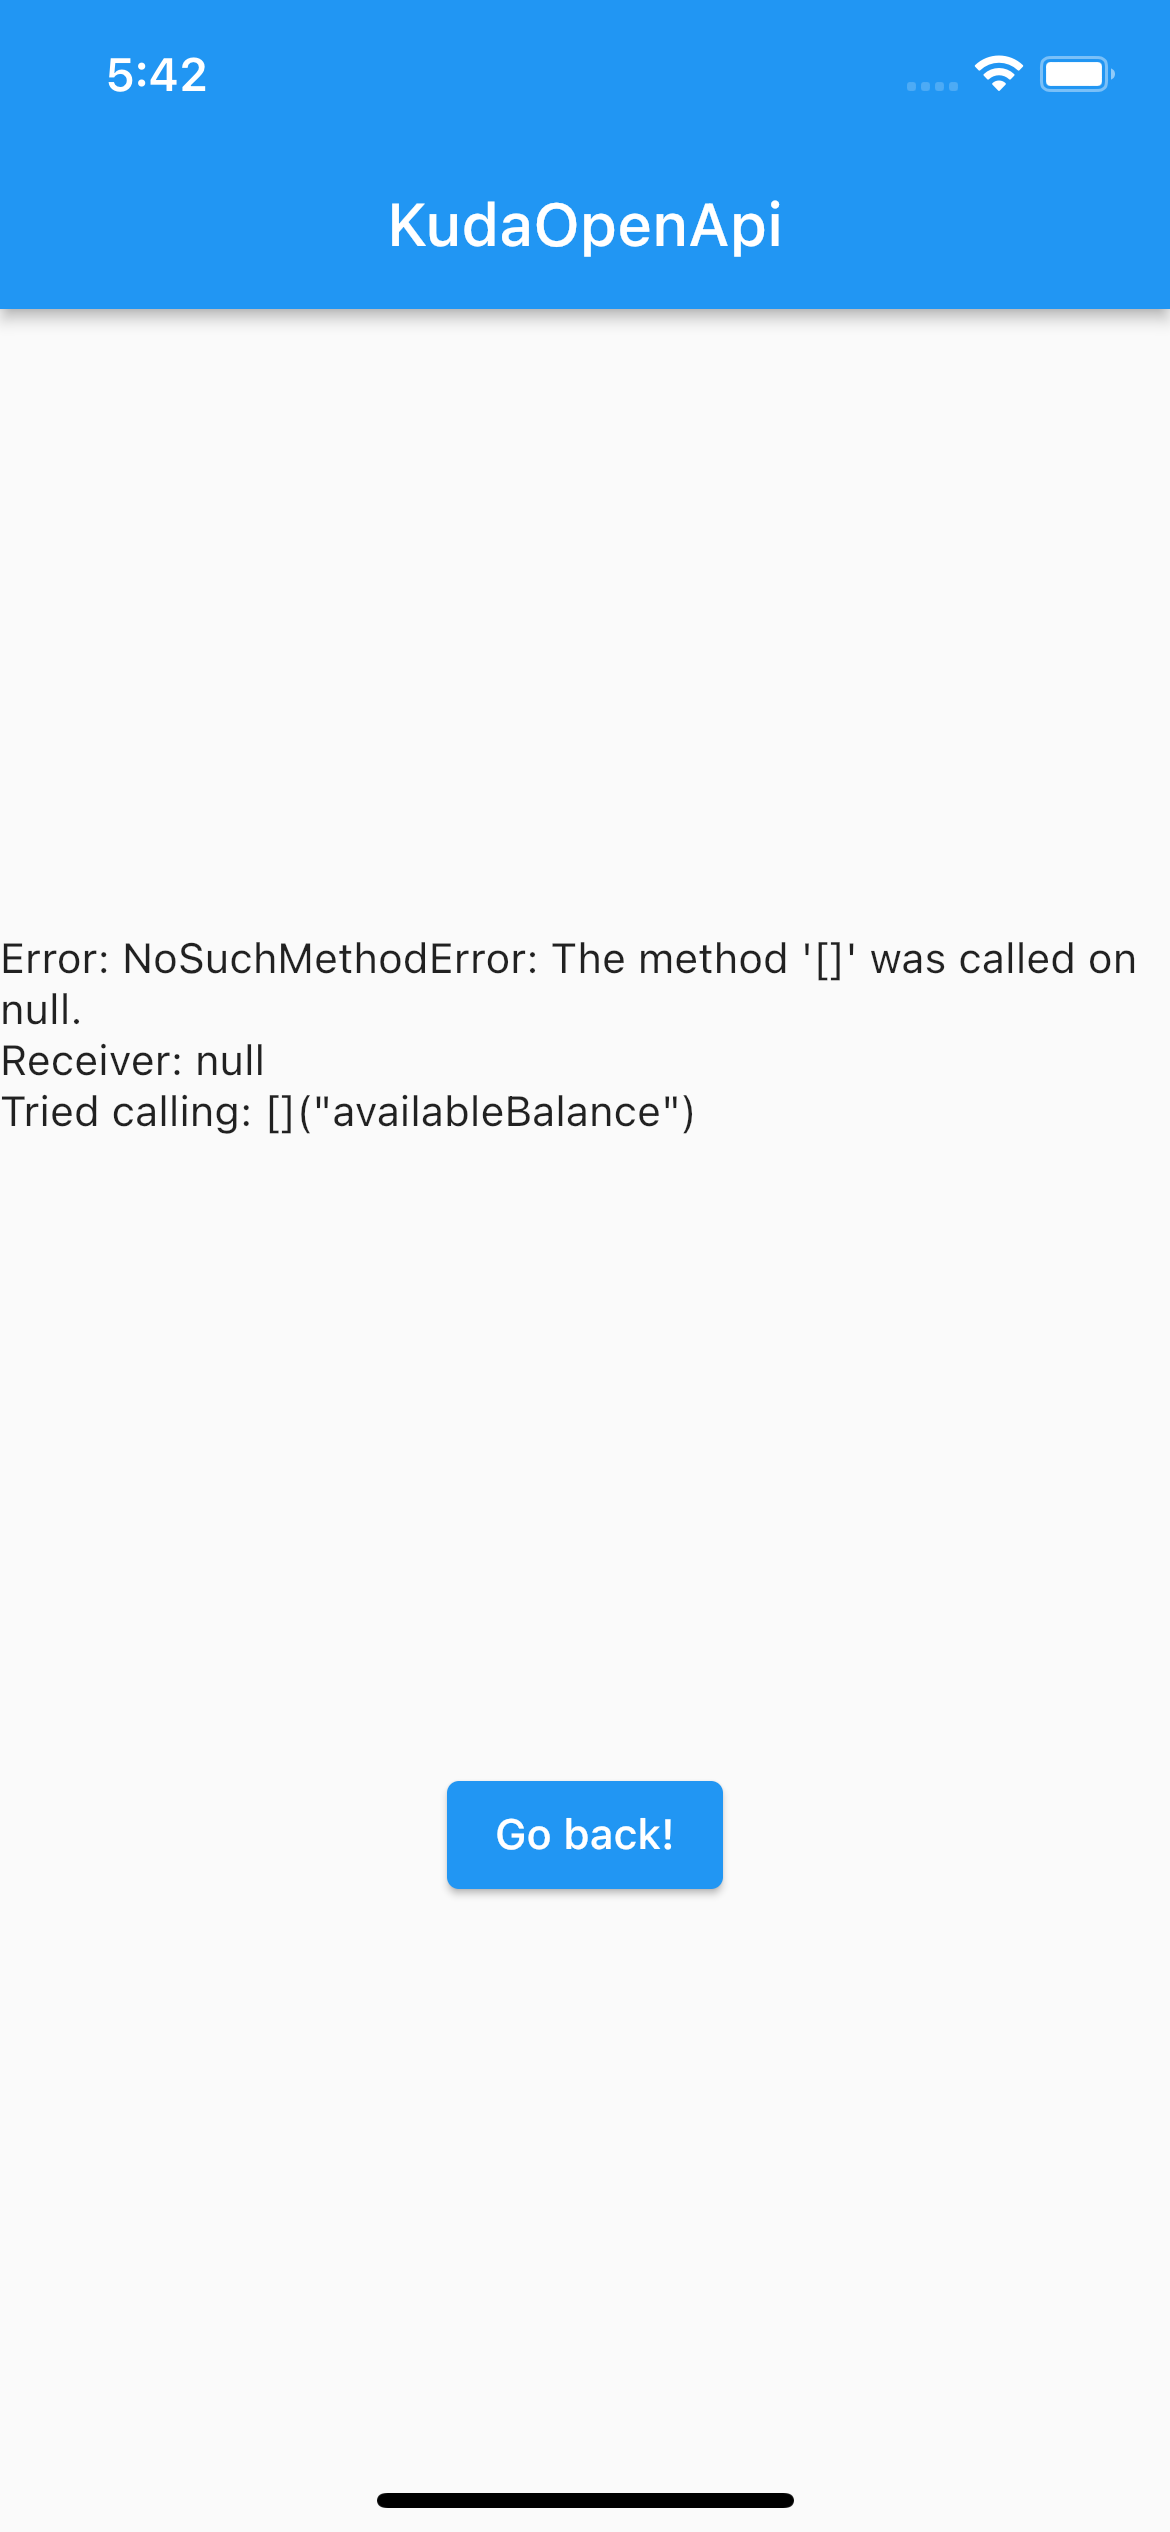 5:42
KudaOpenApi
Error: NoSuchMethodError: The method '[]' was called on
null.
Receiver: null
Tried calling: []("availableBalance")
Go back!